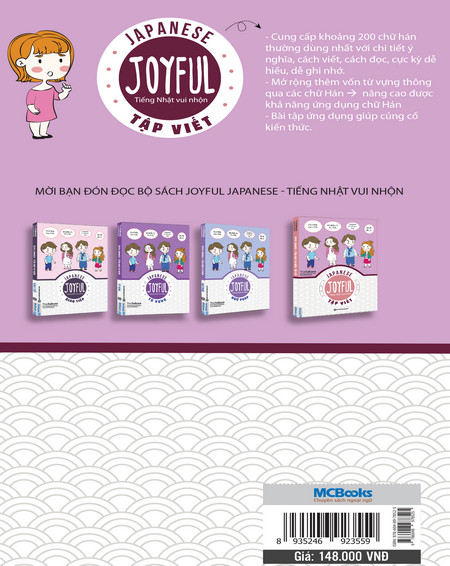 JAPANESE
JOYFUL
Tiếng Nhật vui nhộn
TẬP VIẾT
- Cung cấp khoảng 200 chữ hán
thường dùng nhất với chi tiết ý
nghĩa, cách viết, cách đọc, cực kỳ dễ
hiểu, dễ ghi nhớ.
- Mở rộng thêm vốn từ vựng thông
qua các chữ Hán → nâng cao được
khả năng ứng dụng chữ Hán
- Bài tập ứng dụng giúp củng cố
kiến thức.
MỜI BẠN ĐÓN ĐỌC BỘ SÁCH JOYFUL JAPANESE - TIẾNG NHẬT VUI NHỘN
JAPANESE
JOYFUL
JAPANESE
JOYFUL
TỪ VỰNG
JAPANESE
JOYFUL
NGỮ PHÁP
JAPANESE
JOYFUL
TẬP VIẾT
MCBooks
Chuyên sách ngoại ngữ
8 935246 923559
Giá: 148.000 VNĐ